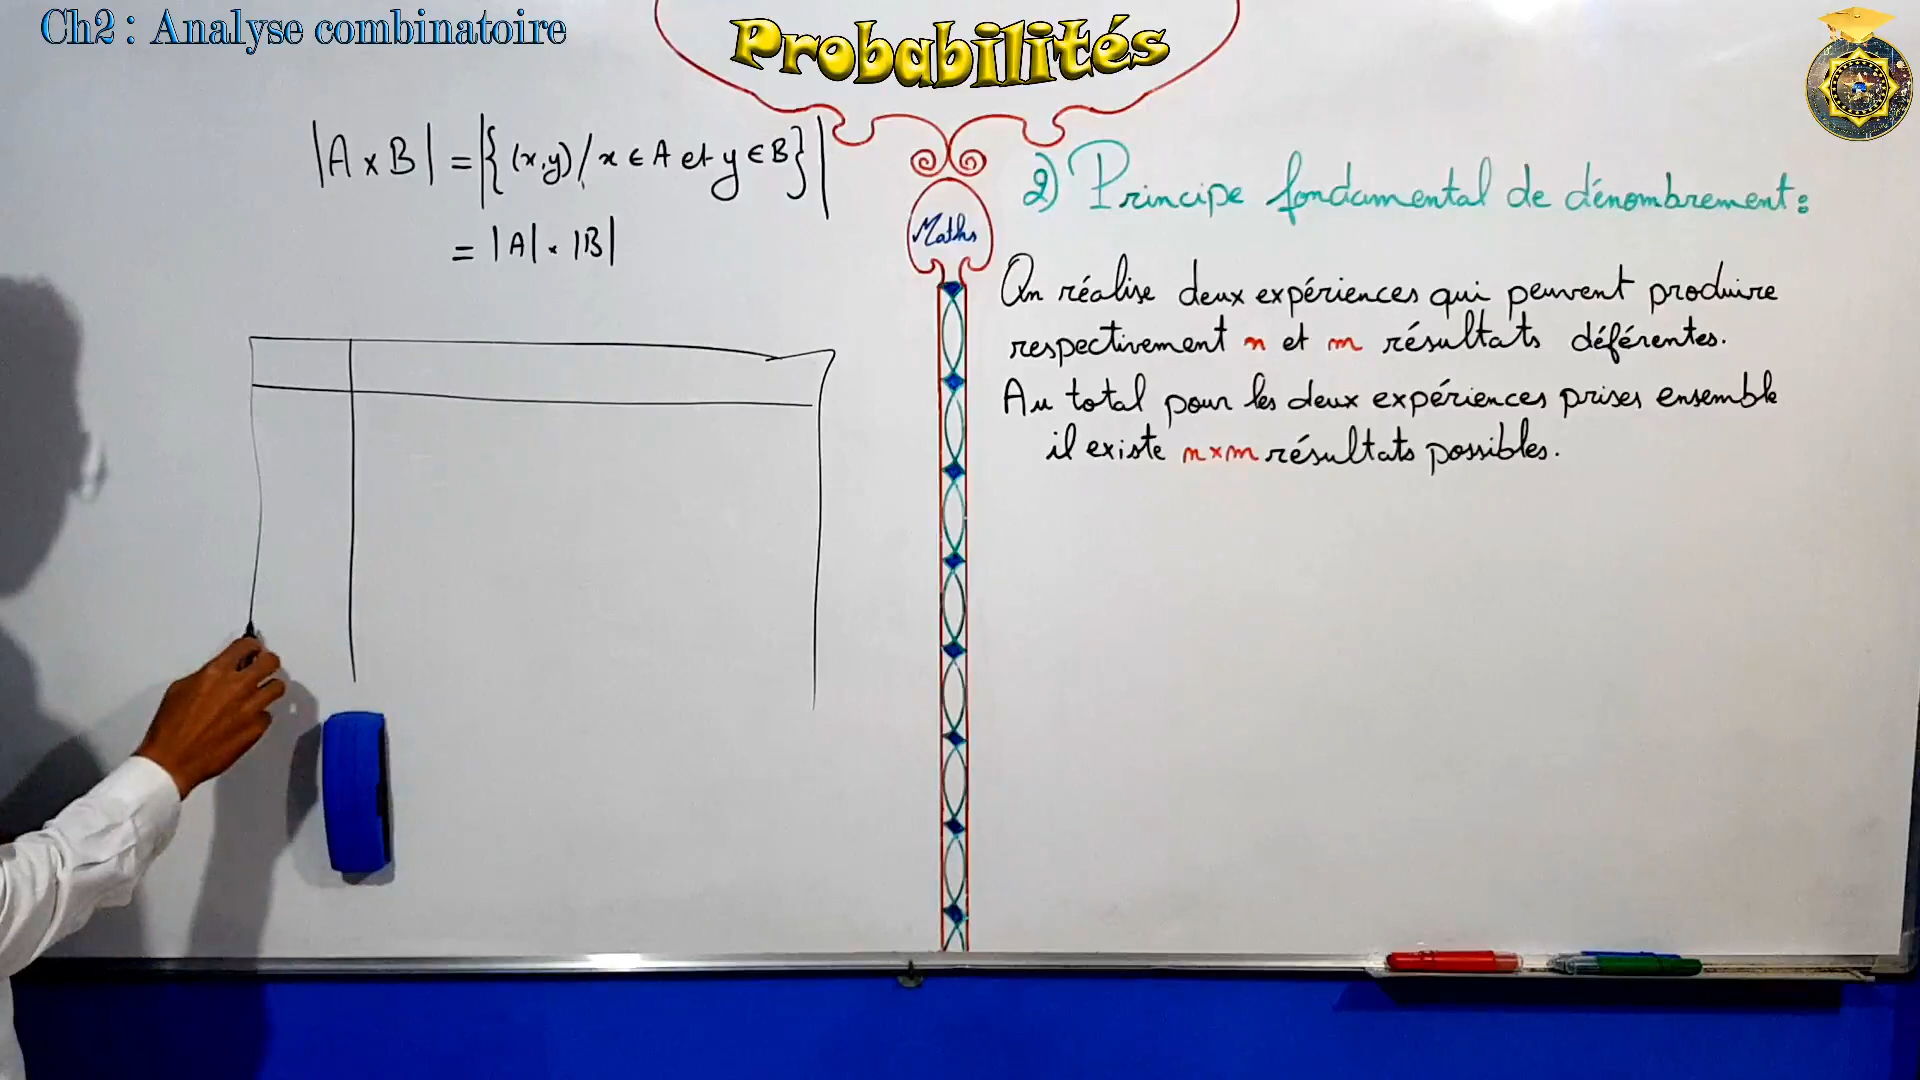 Ch2 : Analyse combinatoire
Probabilités
|A × B| = |{(x,y) / x ∈ A et y ∈ B}|
= |A| . |B|
Maths
2) Principe fondamental de dénombrement :
On réalise deux expériences qui peuvent produire
respectivement n et m résultats déférentes.
Au total pour les deux expériences prises ensemble
il existe n×m résultats possibles.